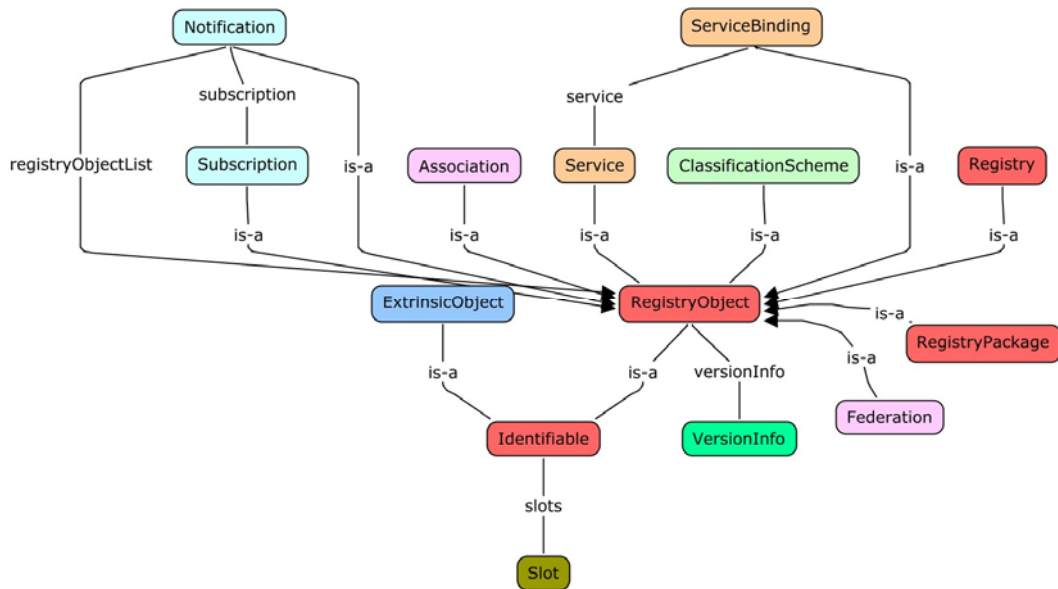 Notification
ServiceBinding
subscription
service
registryObjectList
Subscription
is-a
Association
Service
ClassificationScheme
is-a
Registry
is-a
is-a
is-a
is-a
is-a
ExtrinsicObject
RegistryObject
is-a
RegistryPackage
is-a
is-a
is-a
versionInfo
Federation
Identifiable
VersionInfo
slots
Slot